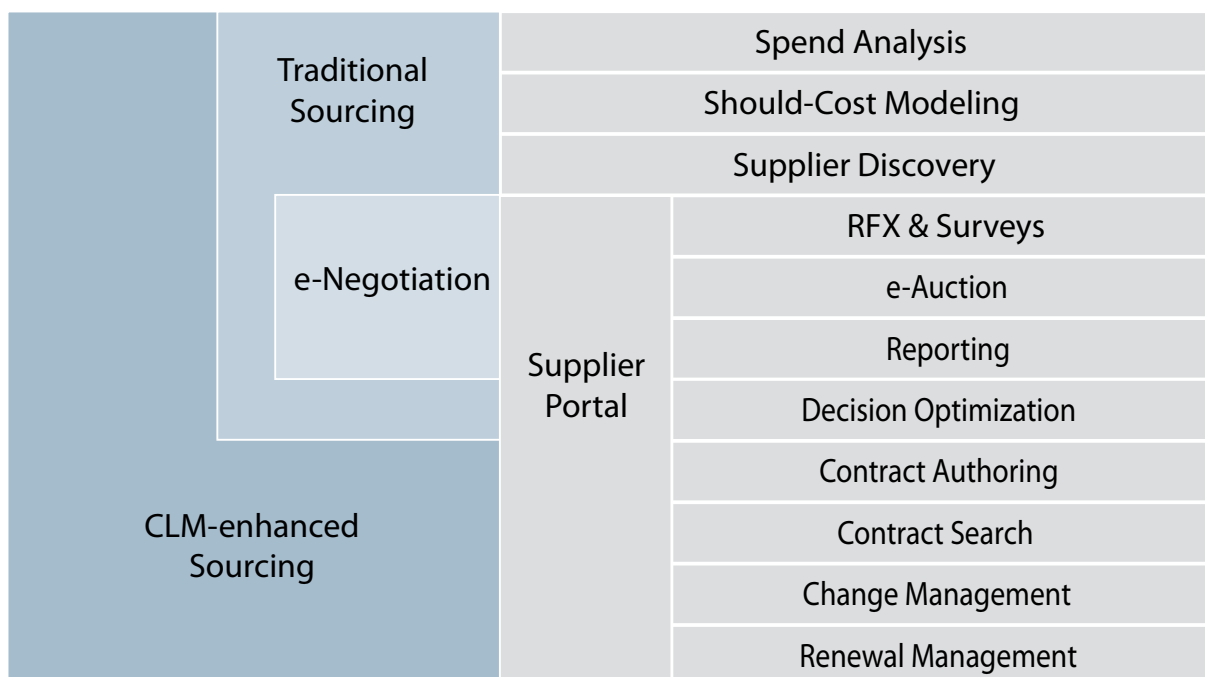 Traditional
Sourcing
e-Negotiation
CLM-enhanced
Sourcing
Spend Analysis
Should-Cost Modeling
Supplier Discovery
Supplier
Portal
RFX & Surveys
e-Auction
Reporting
Decision Optimization
Contract Authoring
Contract Search
Change Management
Renewal Management